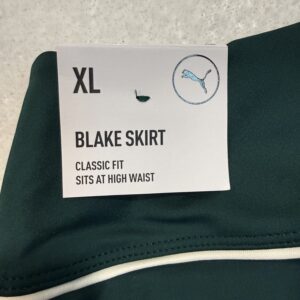 XL
BLAKE SKIRT
CLASSIC FIT
SITS AT HIGH WAIST